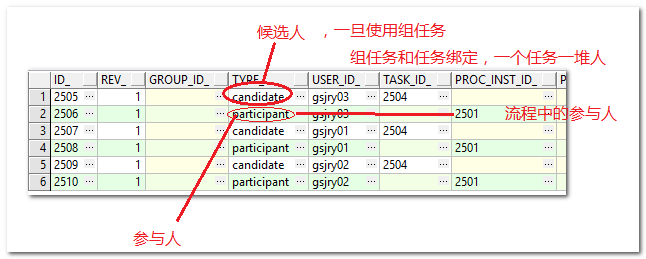 候选人 ，一旦使用组任务
组任务和任务绑定，一个任务一堆人
ID_ REV_ GROUP_ID_ TYPE_ USER_ID_ TASK_ID_ PROC_INST_ID_ P
1 2505 ··· 1 ··· candidate ··· gsjry03 ··· 2504 ··· ···
2 2506 ··· 1 ··· participant ··· gsjry03 ··· ··· 2501 ··· 流程中的参与人
3 2507 ··· 1 ··· candidate ··· gsjry01 ··· 2504 ··· ···
4 2508 ··· 1 ··· participant ··· gsjry01 ··· ··· 2501 ···
5 2509 ··· 1 ··· candidate ··· gsjry02 ··· 2504 ··· ···
6 2510 ··· 1 ··· participant ··· gsjry02 ··· ··· 2501 ···
参与人